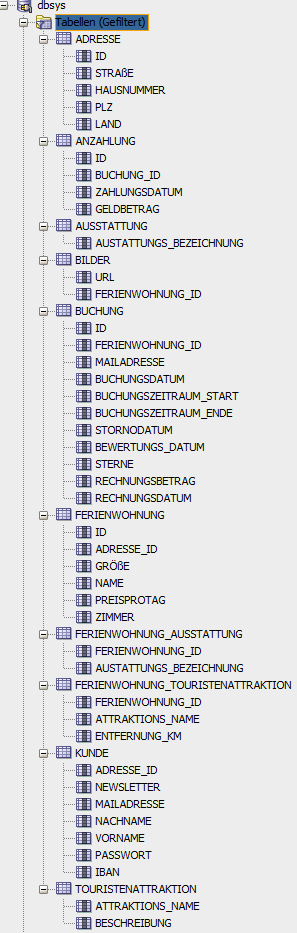 dbsys
Tabellen (Gefiltert)
ADRESSE
ID
STRAßE
HAUSNUMMER
PLZ
LAND
ANZAHLUNG
ID
BUCHUNG_ID
ZAHLUNGSDATUM
GELDBETRAG
AUSSTATTUNG
AUSTATTUNGS_BEZEICHNUNG
BILDER
URL
FERIENWOHNUNG_ID
BUCHUNG
ID
FERIENWOHNUNG_ID
MAILADRESSE
BUCHUNGSDATUM
BUCHUNGSZEITRAUM_START
BUCHUNGSZEITRAUM_ENDE
STORNODATUM
BEWERTUNGS_DATUM
STERNE
RECHNUNGSBETRAG
RECHNUNGSDATUM
FERIENWOHNUNG
ID
ADRESSE_ID
GRÖßE
NAME
PREISPROTAG
ZIMMER
FERIENWOHNUNG_AUSSTATTUNG
FERIENWOHNUNG_ID
AUSTATTUNGS_BEZEICHNUNG
FERIENWOHNUNG_TOURISTENATTRAKTION
FERIENWOHNUNG_ID
ATTRAKTIONS_NAME
ENTFERNUNG_KM
KUNDE
ADRESSE_ID
NEWSLETTER
MAILADRESSE
NACHNAME
VORNAME
PASSWORT
IBAN
TOURISTENATTRAKTION
ATTRAKTIONS_NAME
BESCHREIBUNG